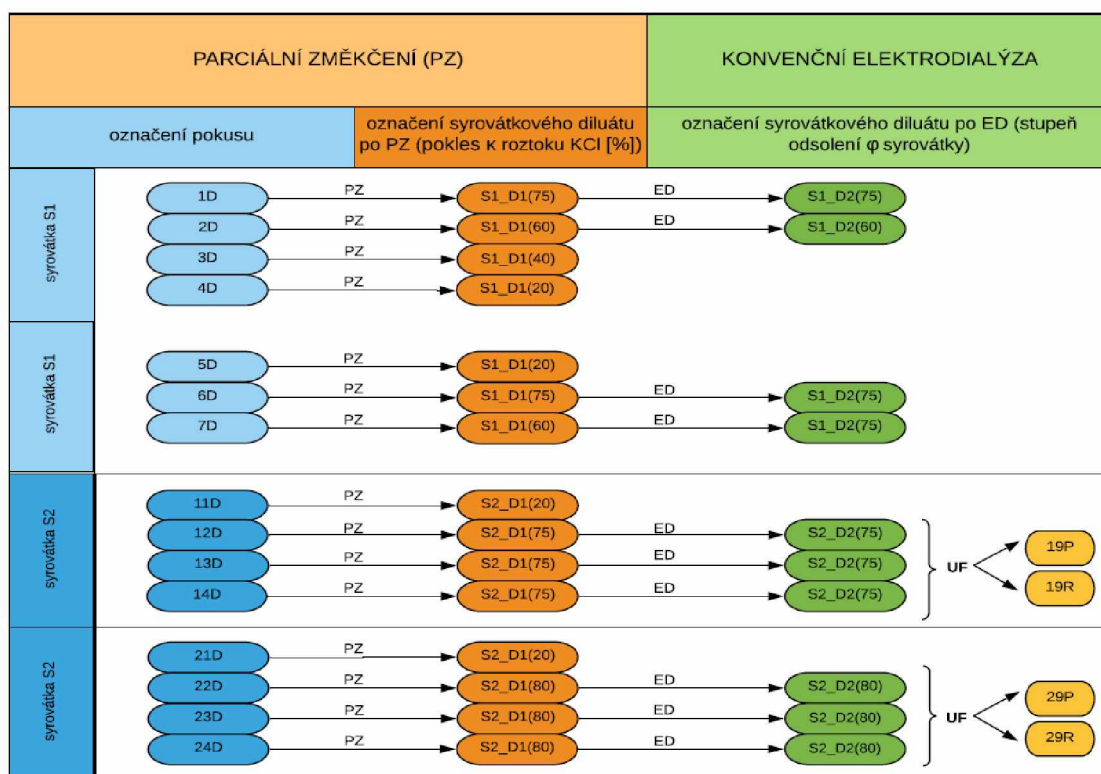 PARCIÁLNÍ ZMĚKČENÍ (PZ)
KONVENČNÍ ELEKTRODIALÝZA
označení pokusu
označení syrovátkového diluátu
po PZ (pokles κ roztoku KCl [%])
označení syrovátkového diluátu po ED (stupeň
odsolení φ syrovátky)
syrovátka S1
1D PZ S1_D1(75) ED S1_D2(75)
2D PZ S1_D1(60) ED S1_D2(60)
3D PZ S1_D1(40)
4D PZ S1_D1(20)
syrovátka S1
5D PZ S1_D1(20)
6D PZ S1_D1(75) ED S1_D2(75)
7D PZ S1_D1(60) ED S1_D2(75)
syrovátka S2
11D PZ S2_D1(20)
12D PZ S2_D1(75) ED S2_D2(75)
13D PZ S2_D1(75) ED S2_D2(75)
14D PZ S2_D1(75) ED S2_D2(75)
UF
19P
19R
syrovátka S2
21D PZ S2_D1(20)
22D PZ S2_D1(80) ED S2_D2(80)
23D PZ S2_D1(80) ED S2_D2(80)
24D PZ S2_D1(80) ED S2_D2(80)
UF
29P
29R